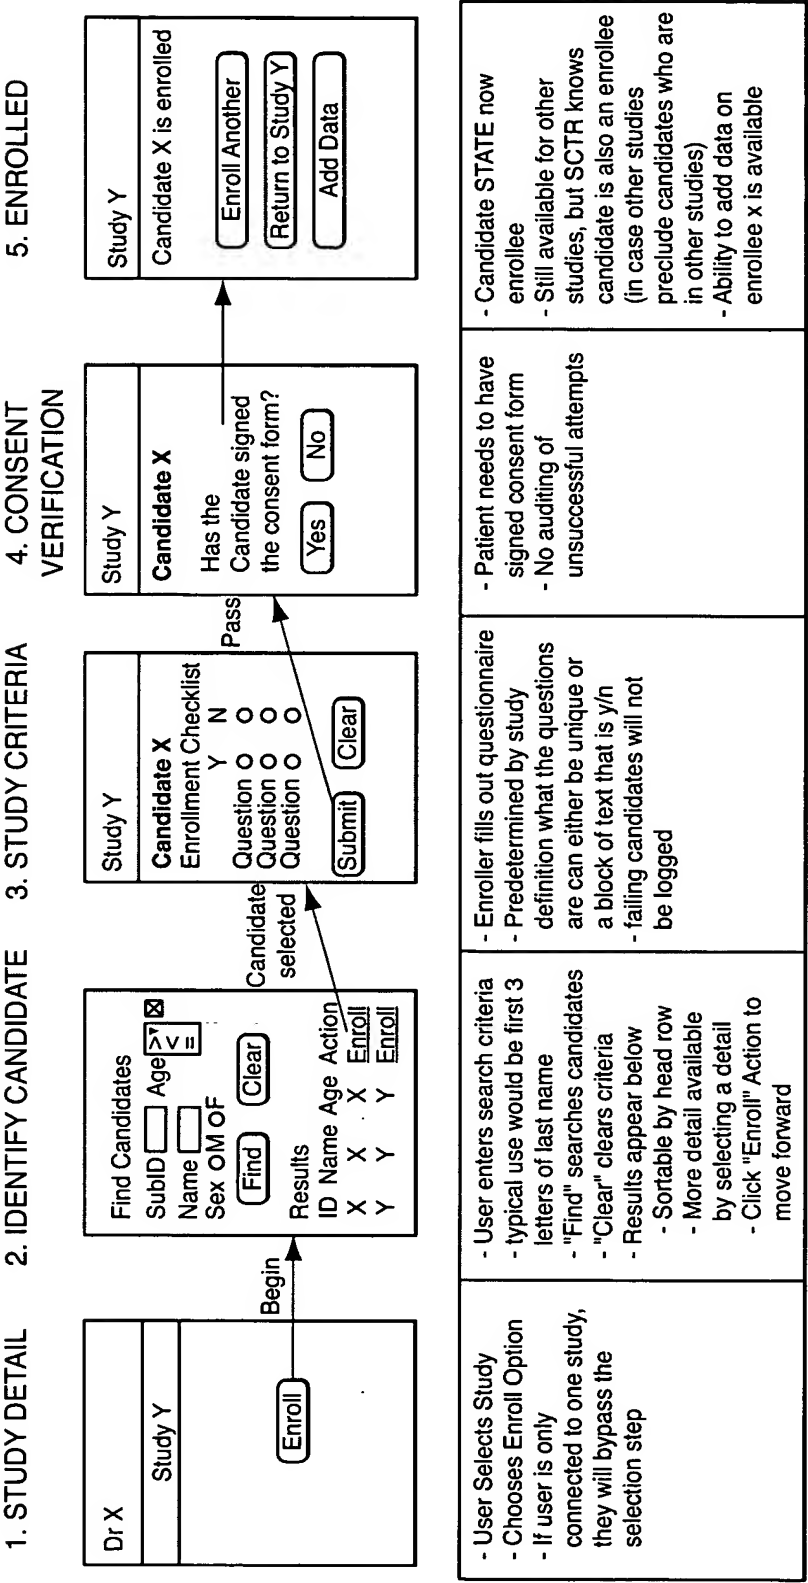 1. STUDY DETAIL
2. IDENTIFY CANDIDATE
3. STUDY CRITERIA
4. CONSENT
VERIFICATION
5. ENROLLED
Dr X
Study Y
Enroll
Begin
Find Candidates
SubID Age >
<
=
Name
Sex OM OF
Find Clear
Results
ID Name Age Action
X X X Enroll
Y Y Y Enroll
Candidate
selected
Study Y
Candidate X
Enrollment Checklist
Y N
Question O O
Question O O
Question O O
Submit Clear
Pass
Study Y
Candidate X
Has the
Candidate signed
the consent form?
Yes No
Study Y
Candidate X is enrolled
Enroll Another
Return to Study Y
Add Data
- User Selects Study
- Chooses Enroll Option
- If user is only
connected to one study,
they will bypass the
selection step
- User enters search criteria
- typical use would be first 3
letters of last name
- "Find" searches candidates
- "Clear" clears criteria
- Results appear below
- Sortable by head row
- More detail available
by selecting a detail
- Click "Enroll" Action to
move forward
- Enroller fills out questionnaire
- Predetermined by study
definition what the questions
are can either be unique or
a block of text that is y/n
- failing candidates will not
be logged
- Patient needs to have
signed consent form
- No auditing of
unsuccessful attempts
- Candidate STATE now
enrollee
- Still available for other
studies, but SCTR knows
candidate is also an enrollee
(in case other studies
preclude candidates who are
in other studies)
- Ability to add data on
enrollee x is available